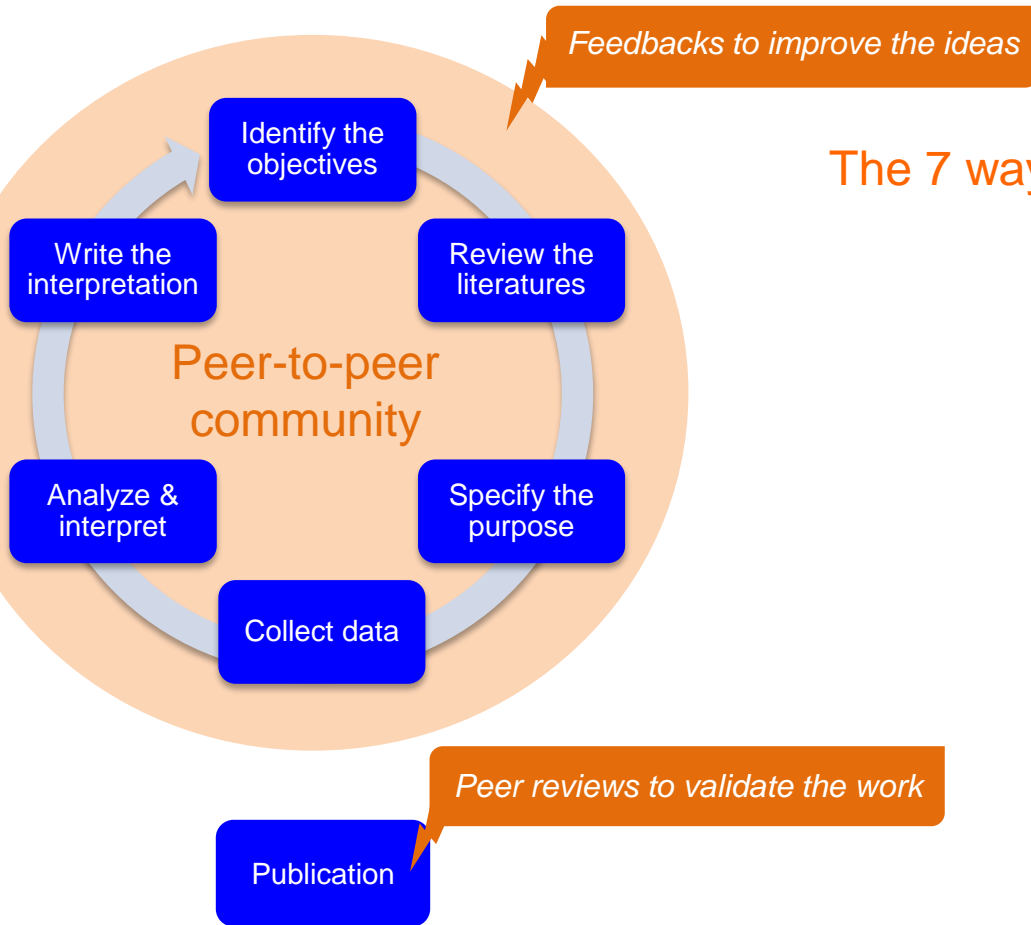 Feedbacks to improve the ideas
The 7 way
Identify the
objectives
Review the
literatures
Specify the
purpose
Collect data
Analyze &
interpret
Write the
interpretation
Peer-to-peer
community
Peer reviews to validate the work
Publication